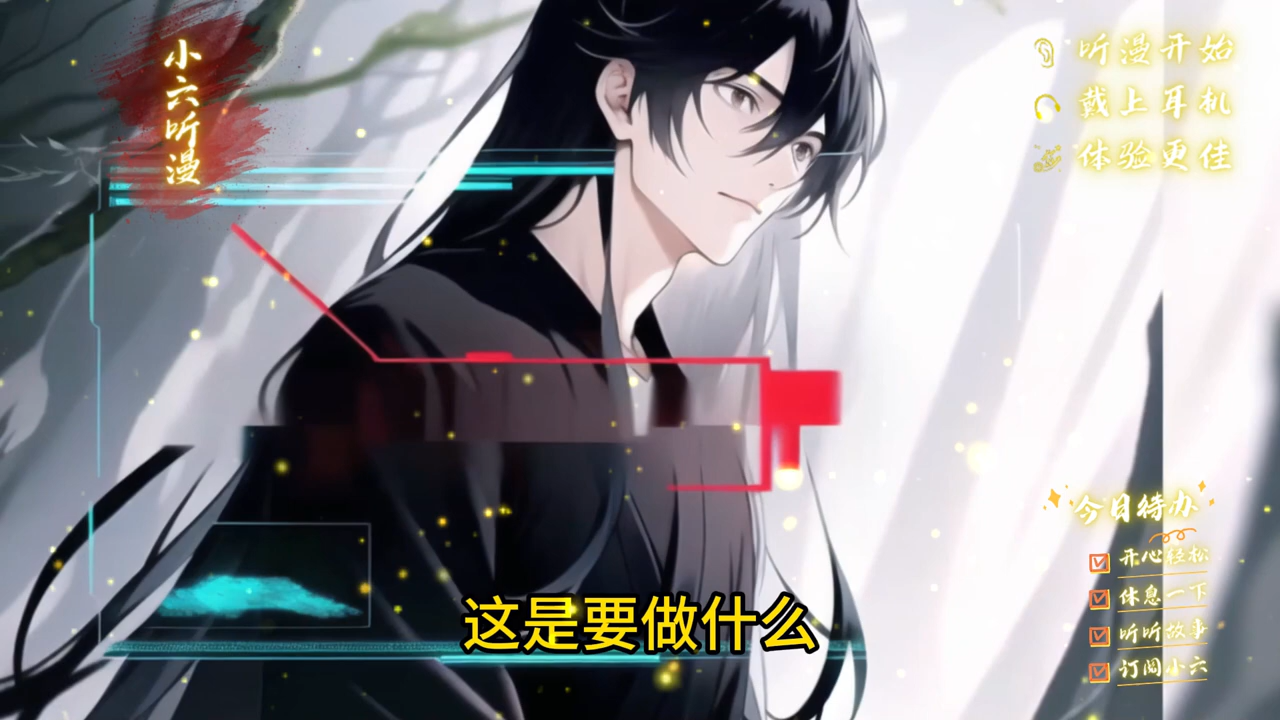 小六听漫
听漫开始
戴上耳机
体验更佳
今日待办
开心轻松
休息一下
听听故事
订阅小六
这是要做什么